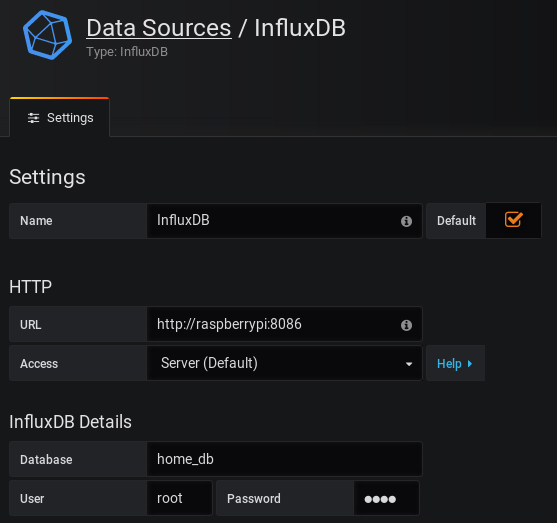 Data Sources / InfluxDB
Type: InfluxDB
Settings
Settings
Name InfluxDB Default
HTTP
URL http://raspberrypi:8086
Access Server (Default) Help
InfluxDB Details
Database home_db
User root Password ●●●●